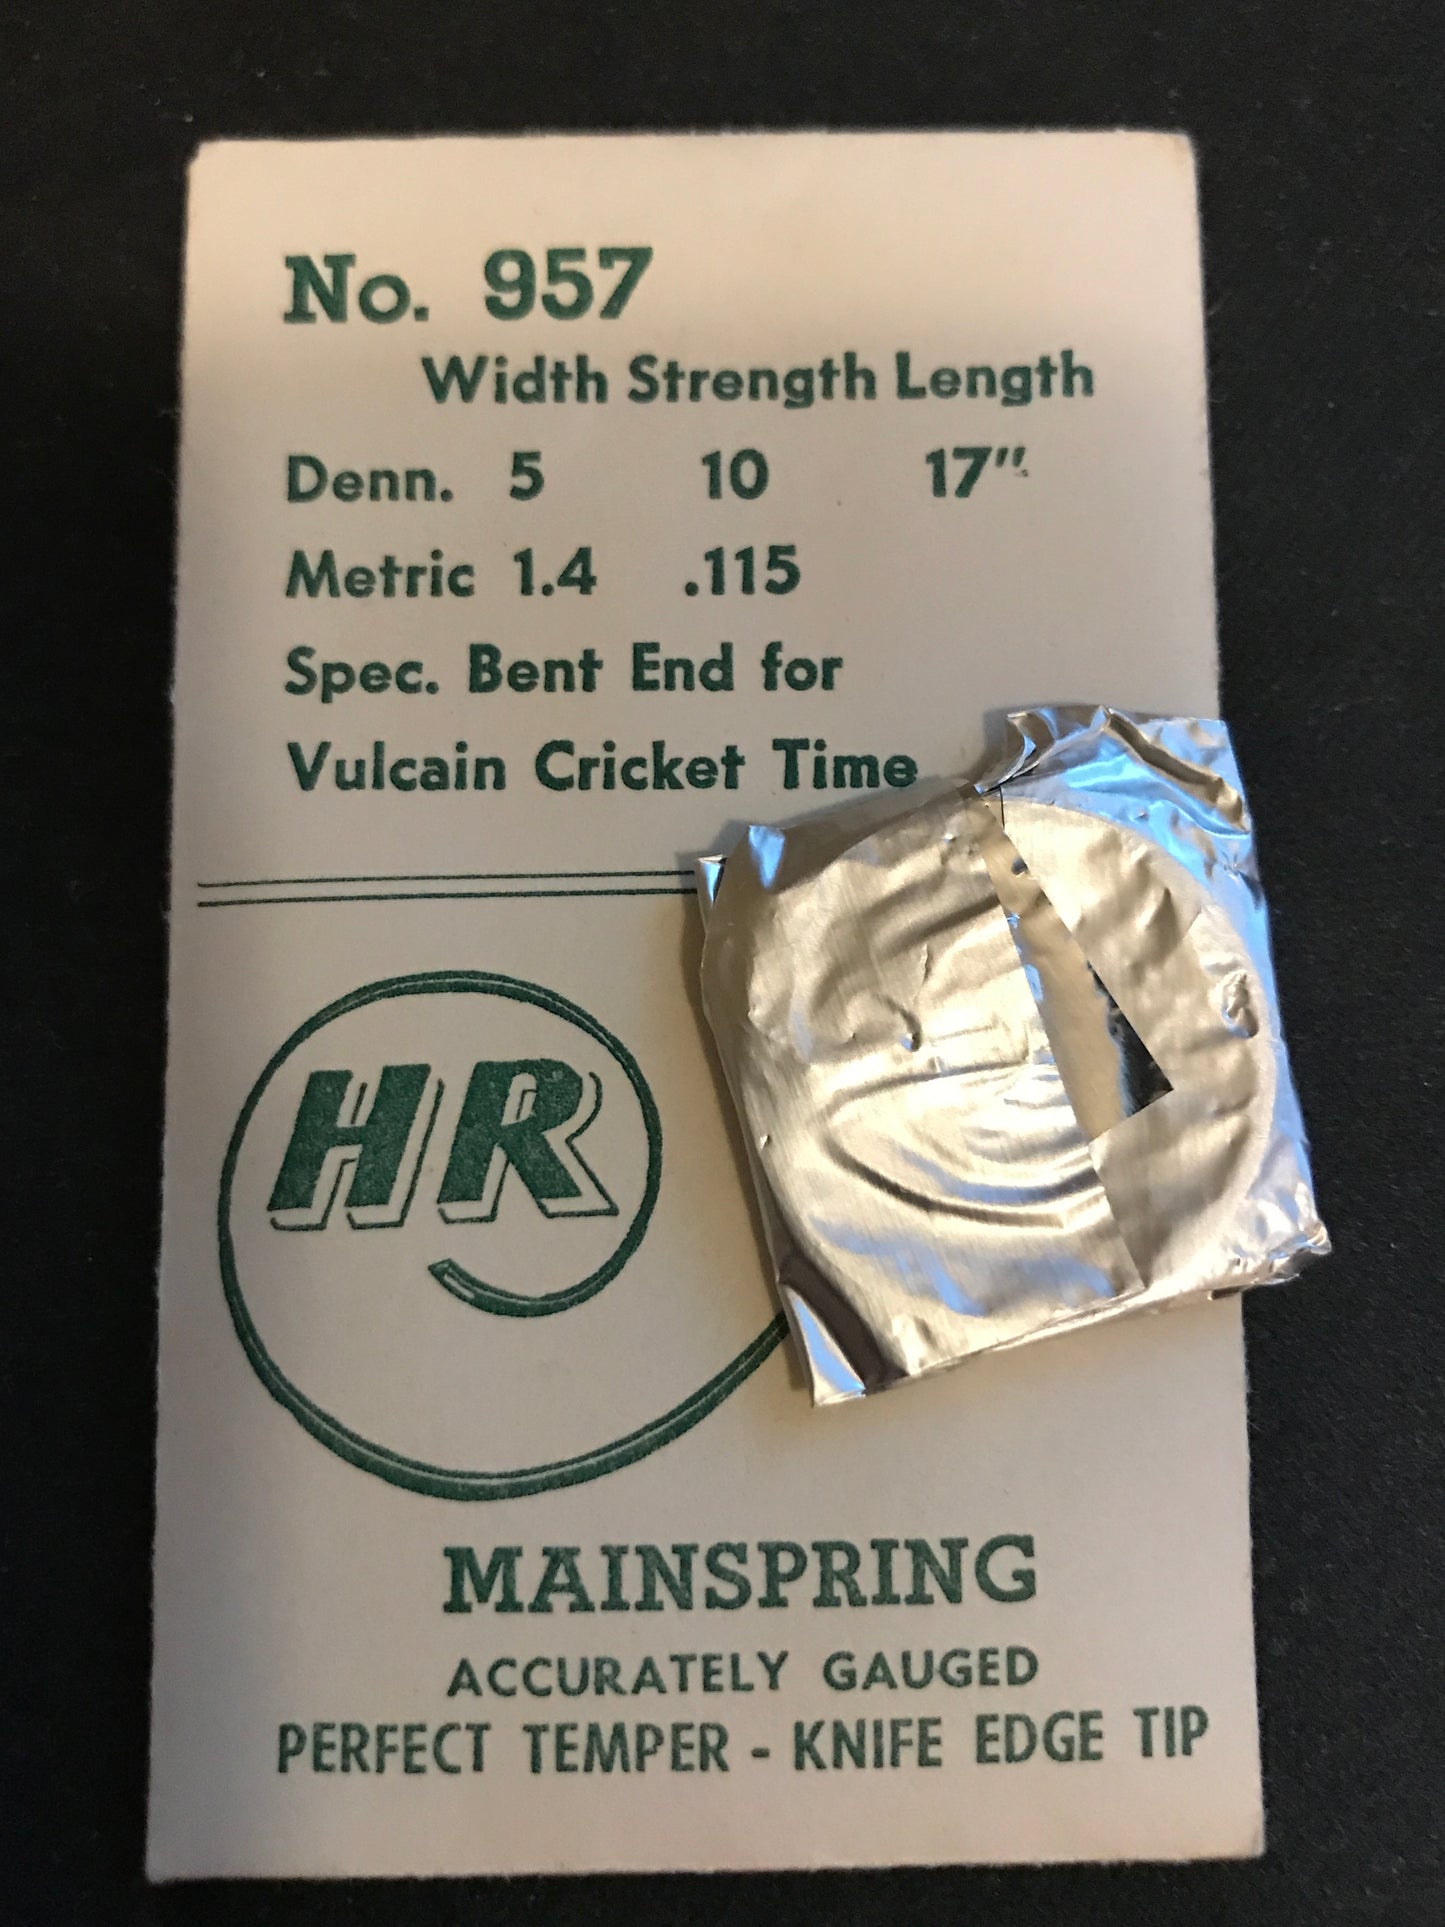 No. 957
Width Strength Length
Denn. 5 10 17"
Metric 1.4 .115
Spec. Bent End for
Vulcain Cricket Time
HR
MAINSPRING
ACCURATELY GAUGED
PERFECT TEMPER - KNIFE EDGE TIP